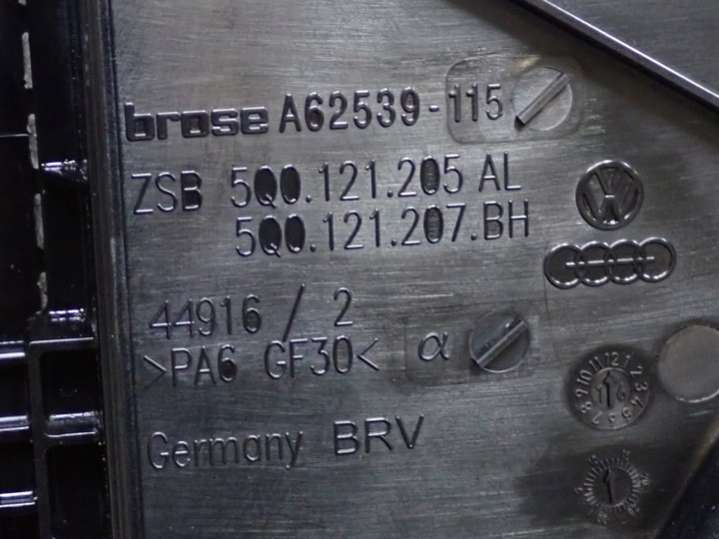 brose A62539-115
ZSB 5Q0.121.205 AL
5Q0.121.207.BH
44916 / 2
>PA6 GF30< α
Germany BRV